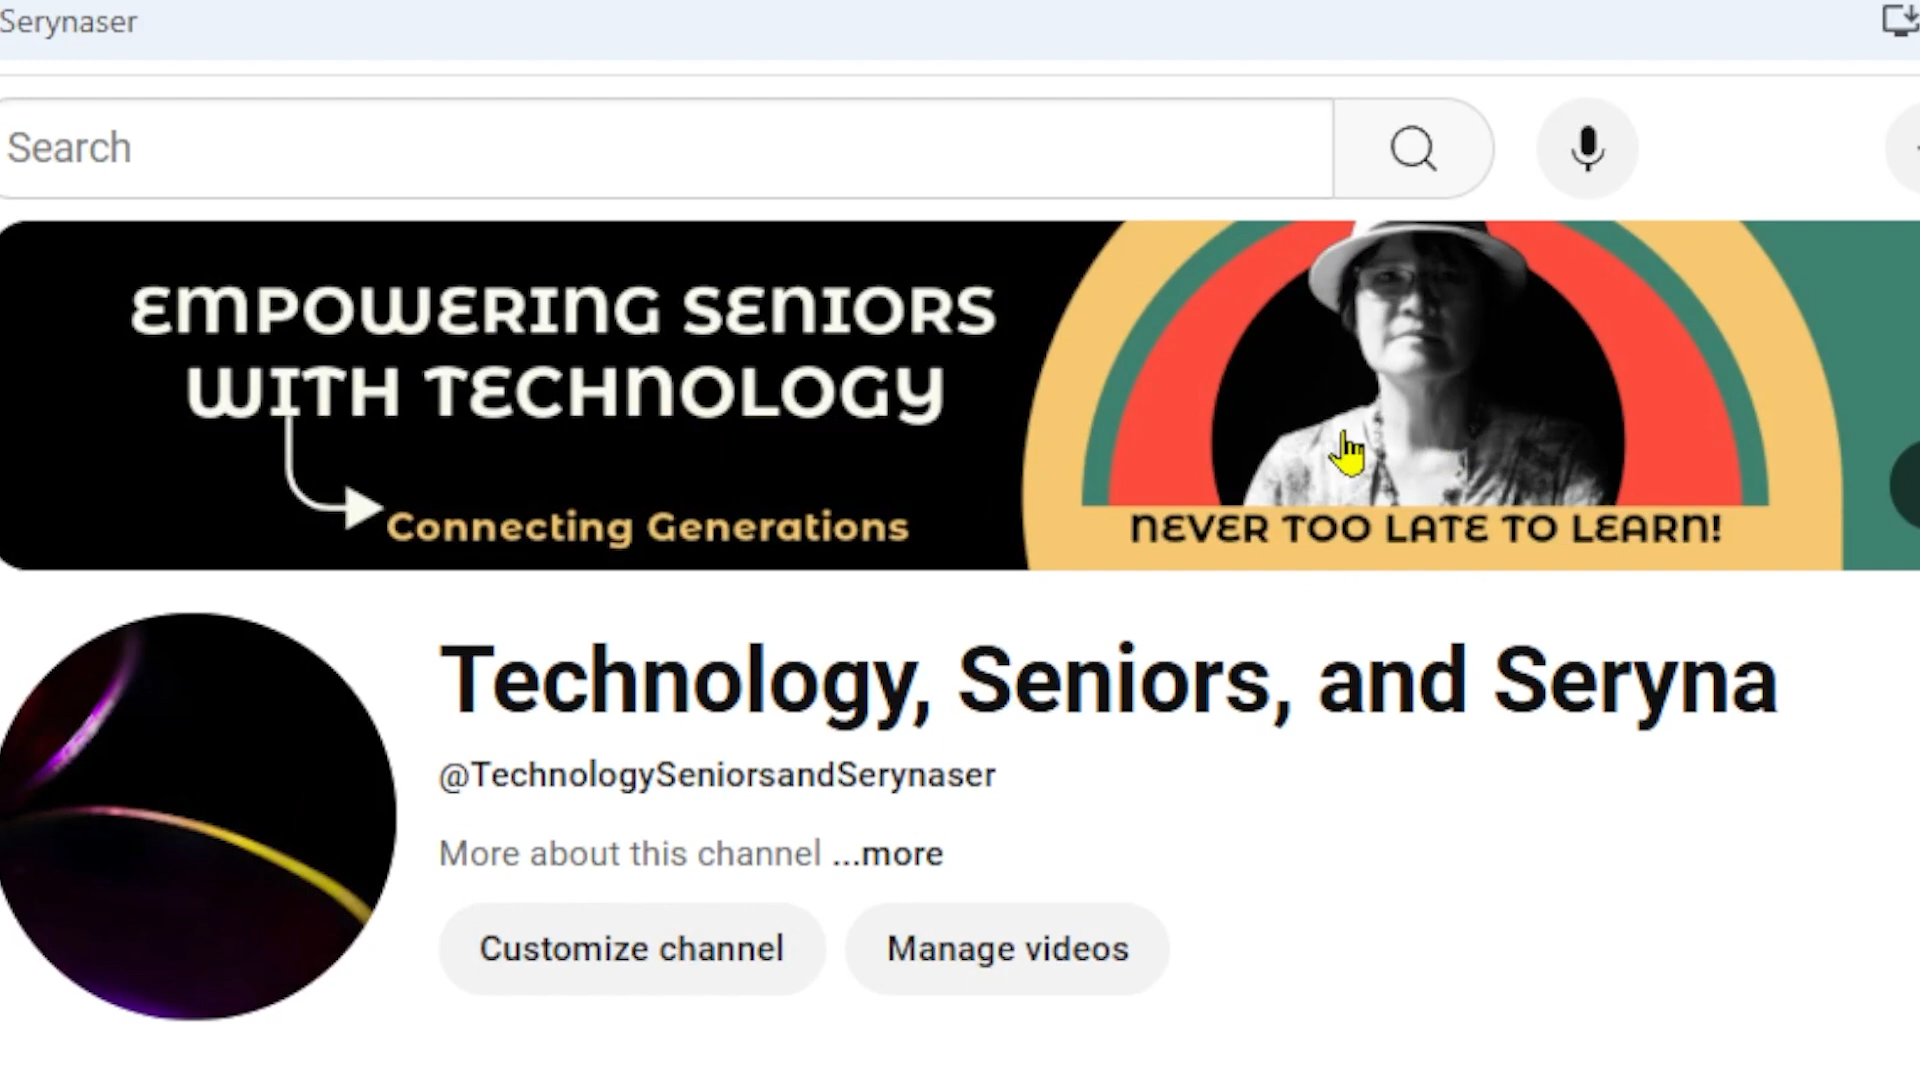 Serynaser
Search
EMPOWERING SENIORS
WITH TECHNOLOGY
Connecting Generations
NEVER TOO LATE TO LEARN!
Technology, Seniors, and Seryna
@TechnologySeniorsandSerynaser
More about this channel ...more
Customize channel
Manage videos